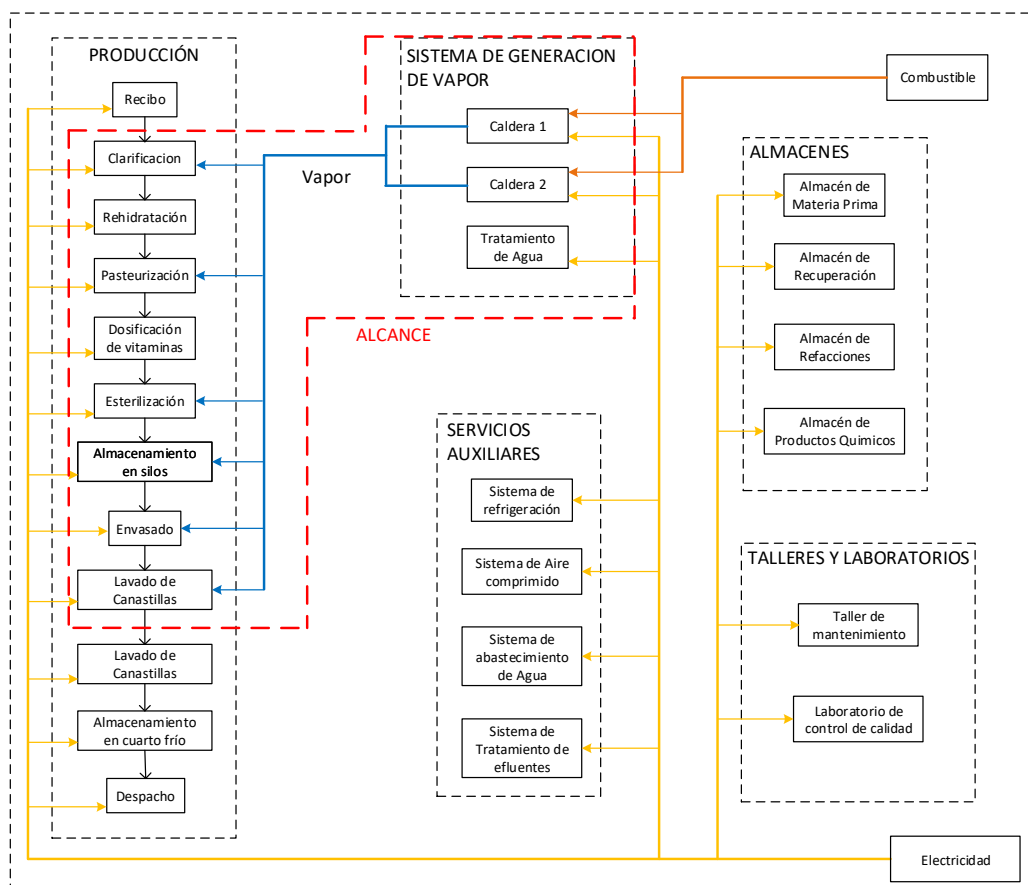 PRODUCCIÓN
Recibo
Clarificacion
Rehidratación
Pasteurización
Dosificación
de vitaminas
Esterilización
Almacenamiento
en silos
Envasado
Lavado de
Canastillas
Lavado de
Canastillas
Almacenamiento
en cuarto frío
Despacho
Vapor
SISTEMA DE GENERACION
DE VAPOR
Caldera 1
Caldera 2
Tratamiento
de Agua
ALCANCE
SERVICIOS
AUXILIARES
Sistema de
refrigeración
Sistema de Aire
comprimido
Sistema de
abastecimiento
de Agua
Sistema de
Tratamiento de
efluentes
Combustible
ALMACENES
Almacén de
Materia Prima
Almacén de
Recuperación
Almacén de
Refacciones
Almacén de
Productos Quimicos
TALLERES Y LABORATORIOS
Taller de
mantenimiento
Laboratorio de
control de calidad
Electricidad